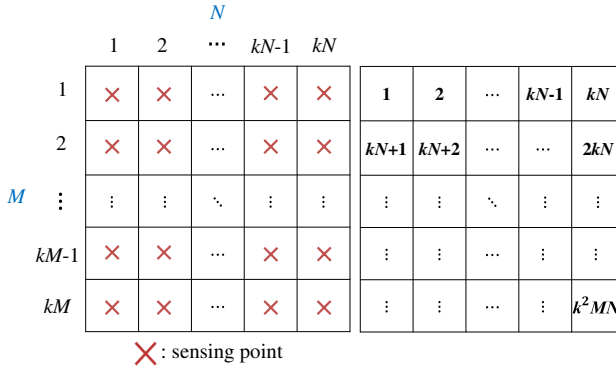 N
1 2 ⋯ kN-1 kN
1 ⋯ 1 2 ⋯ kN-1 kN
2 ⋯ kN+1 kN+2 ⋯ ⋯ 2kN
M ⋮ ⋮ ⋮ ⋱ ⋮ ⋮ ⋮ ⋮ ⋱ ⋮ ⋮
kM-1 ⋯ ⋮ ⋮ ⋯ ⋮ ⋮
kM ⋯ ⋮ ⋮ ⋯ ⋮ k²MN
: sensing point